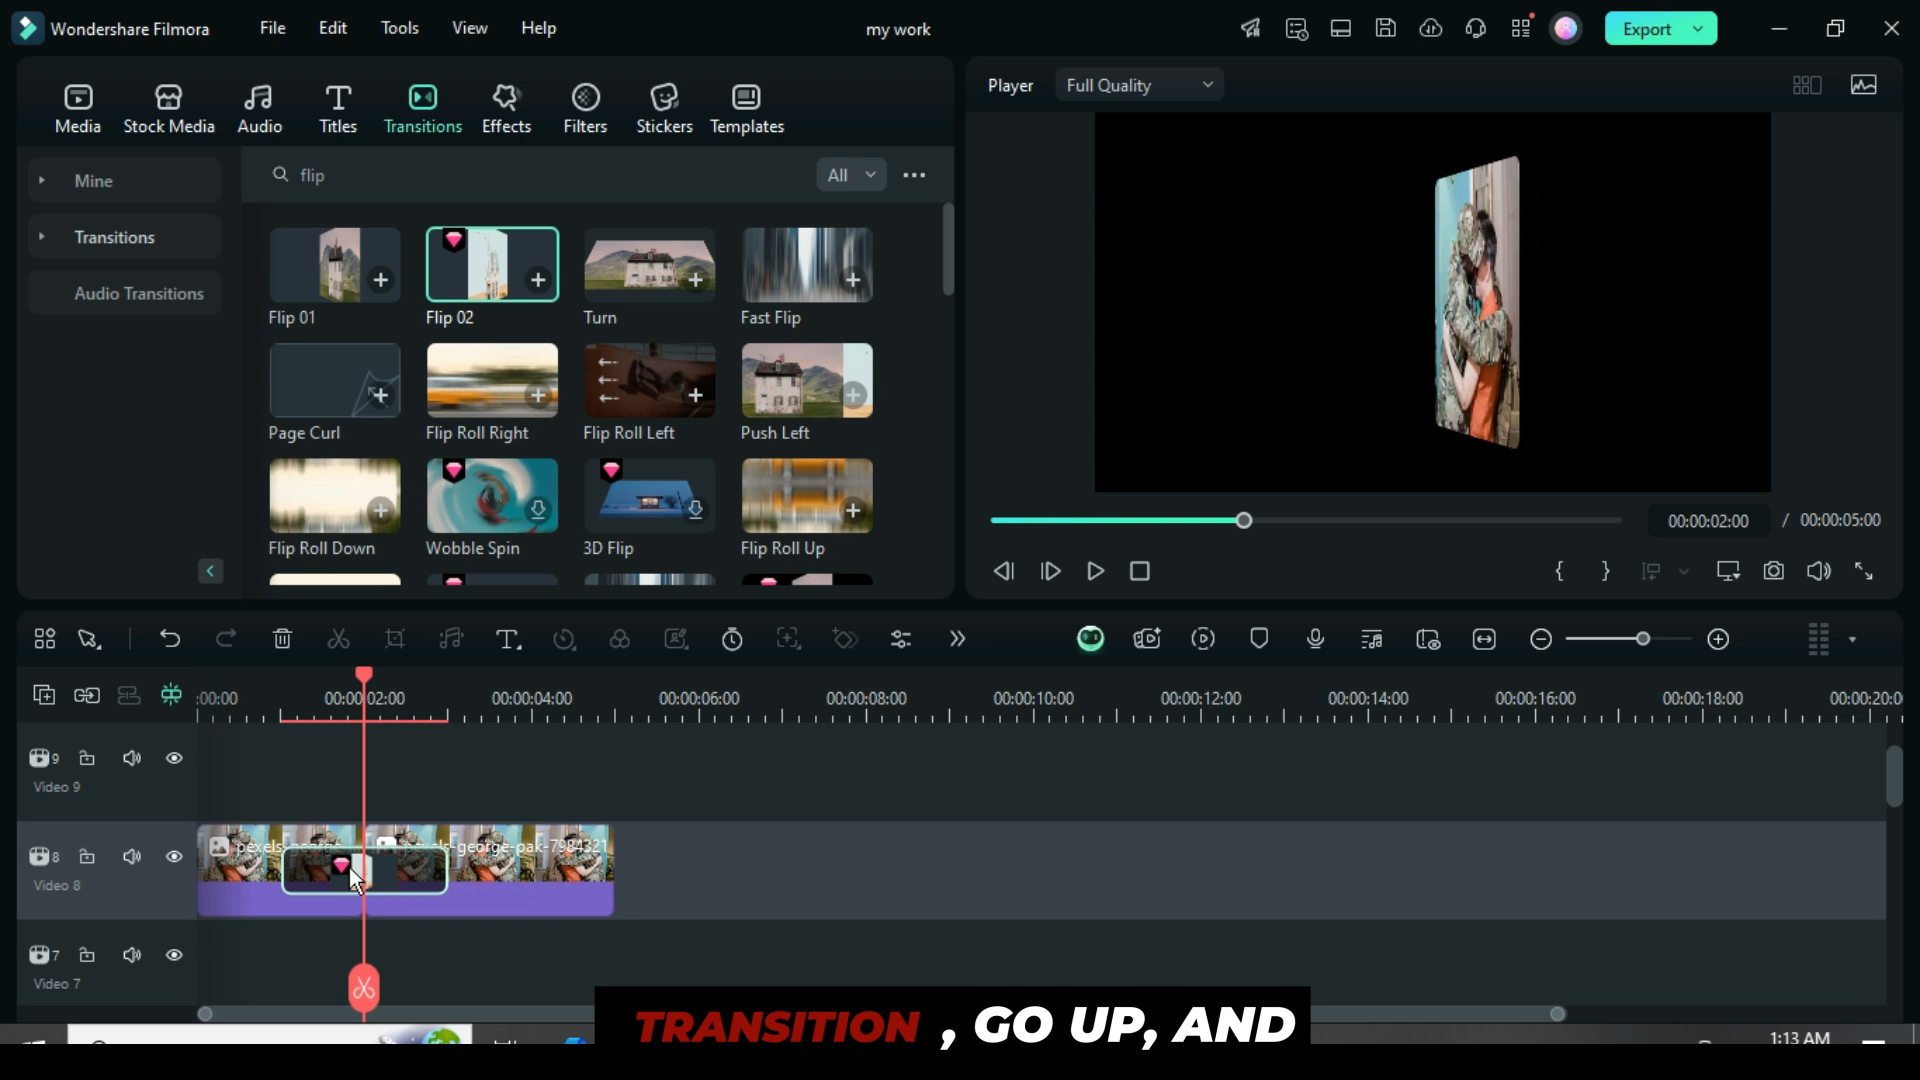 Wondershare Filmora
File
Edit
Tools
View
Help
my work
Export
Media
Stock Media
Audio
Titles
Transitions
Effects
Filters
Stickers
Templates
Player
Full Quality
Mine
Transitions
Audio Transitions
flip
All
Flip 01
Flip 02
Turn
Fast Flip
Page Curl
Flip Roll Right
Flip Roll Left
Push Left
Flip Roll Down
Wobble Spin
3D Flip
Flip Roll Up
00:00:02:00 / 00:00:05:00
:00:00
00:00:02:00
00:00:04:00
00:00:06:00
00:00:08:00
00:00:10:00
00:00:12:00
00:00:14:00
00:00:16:00
00:00:18:00
00:00:20:0
9
Video 9
8
Video 8
pexels-george
-george-pak-7984321
7
Video 7
TRANSITION , GO UP, AND
1:13 AM